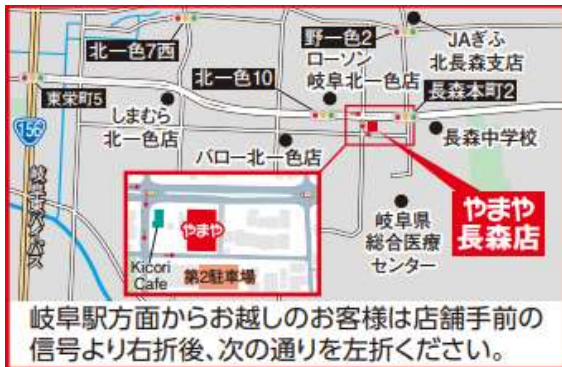 北一色7西
野一色2
JAぎふ
北長森支店
ローソン
岐阜北一色店
北一色10
長森本町2
東栄町5
しまむら
北一色店
156
長森中学校
バロー北一色店
岐阜バイパス
やまや
長森店
やまや
岐阜県
総合医療
センター
Kicori
Cafe
第2駐車場
岐阜駅方面からお越しのお客様は店舗手前の
信号より右折後、次の通りを左折ください。